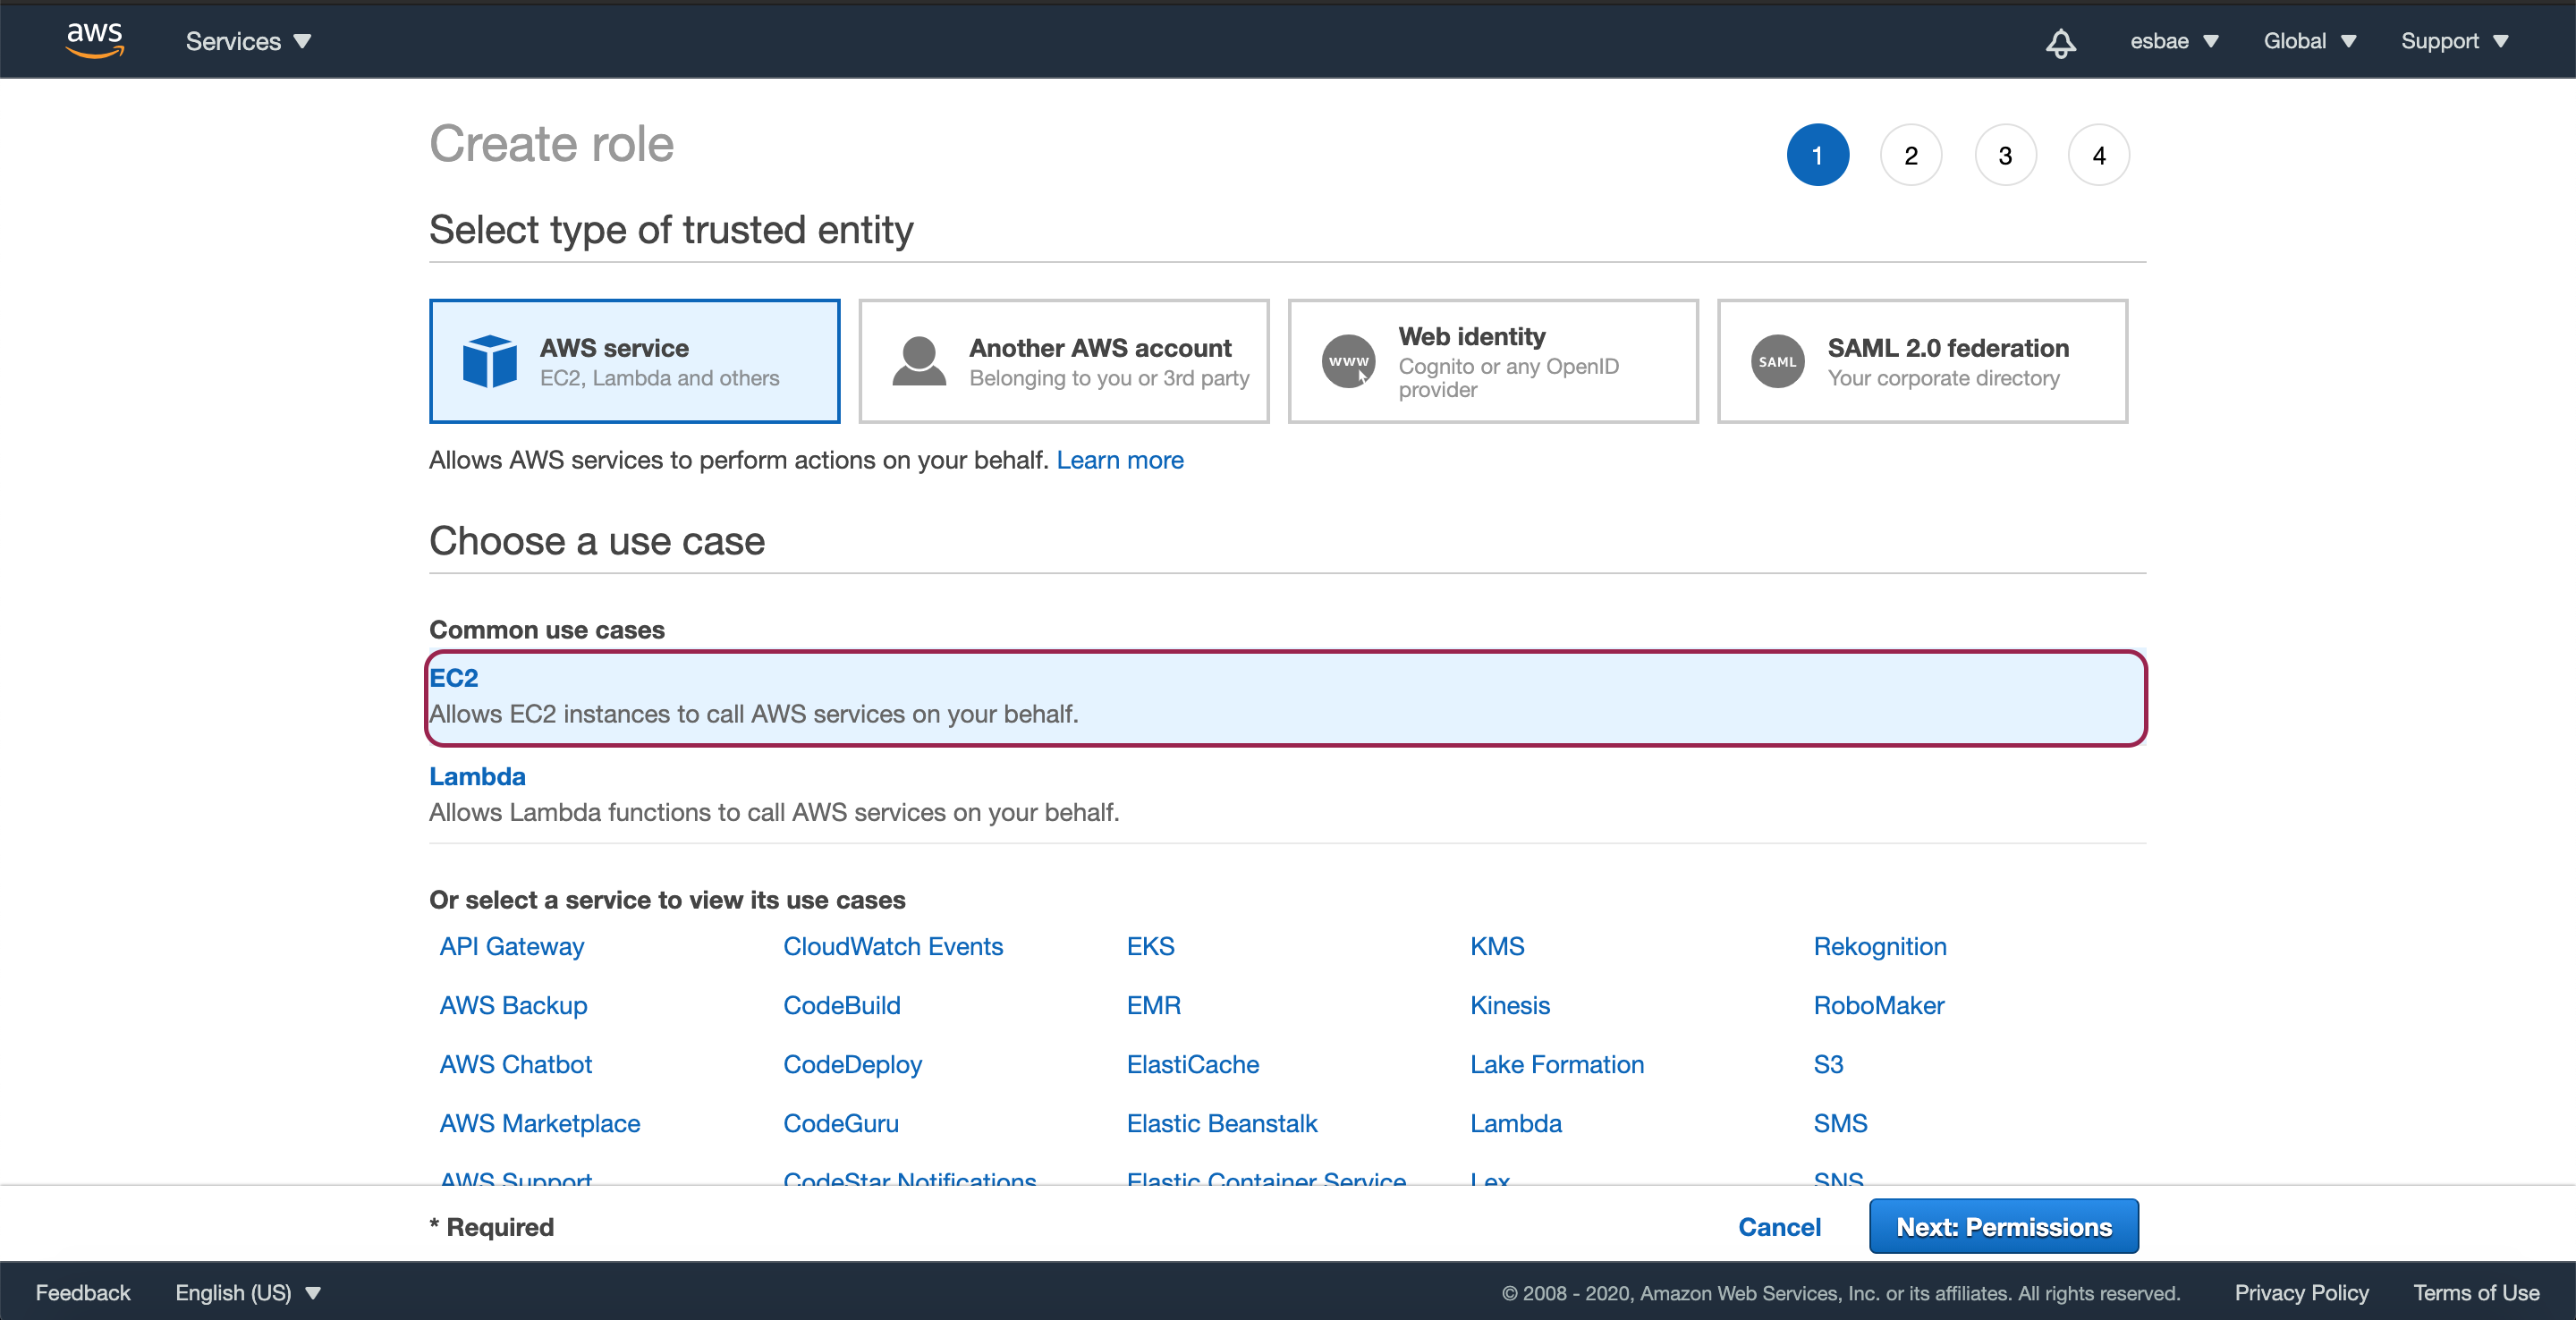 aws Services esbae Global Support
Create role 1 2 3 4
Select type of trusted entity
AWS service
EC2, Lambda and others
Another AWS account
Belonging to you or 3rd party
www
Web identity
Cognito or any OpenID
provider
SAML
SAML 2.0 federation
Your corporate directory
Allows AWS services to perform actions on your behalf. Learn more
Choose a use case
Common use cases
EC2
Allows EC2 instances to call AWS services on your behalf.
Lambda
Allows Lambda functions to call AWS services on your behalf.
Or select a service to view its use cases
API Gateway CloudWatch Events EKS KMS Rekognition
AWS Backup CodeBuild EMR Kinesis RoboMaker
AWS Chatbot CodeDeploy ElastiCache Lake Formation S3
AWS Marketplace CodeGuru Elastic Beanstalk Lambda SMS
AWS Support CodeStar Notifications Elastic Container Service Lex SNS
* Required Cancel Next: Permissions
Feedback English (US) © 2008 - 2020, Amazon Web Services, Inc. or its affiliates. All rights reserved. Privacy Policy Terms of Use